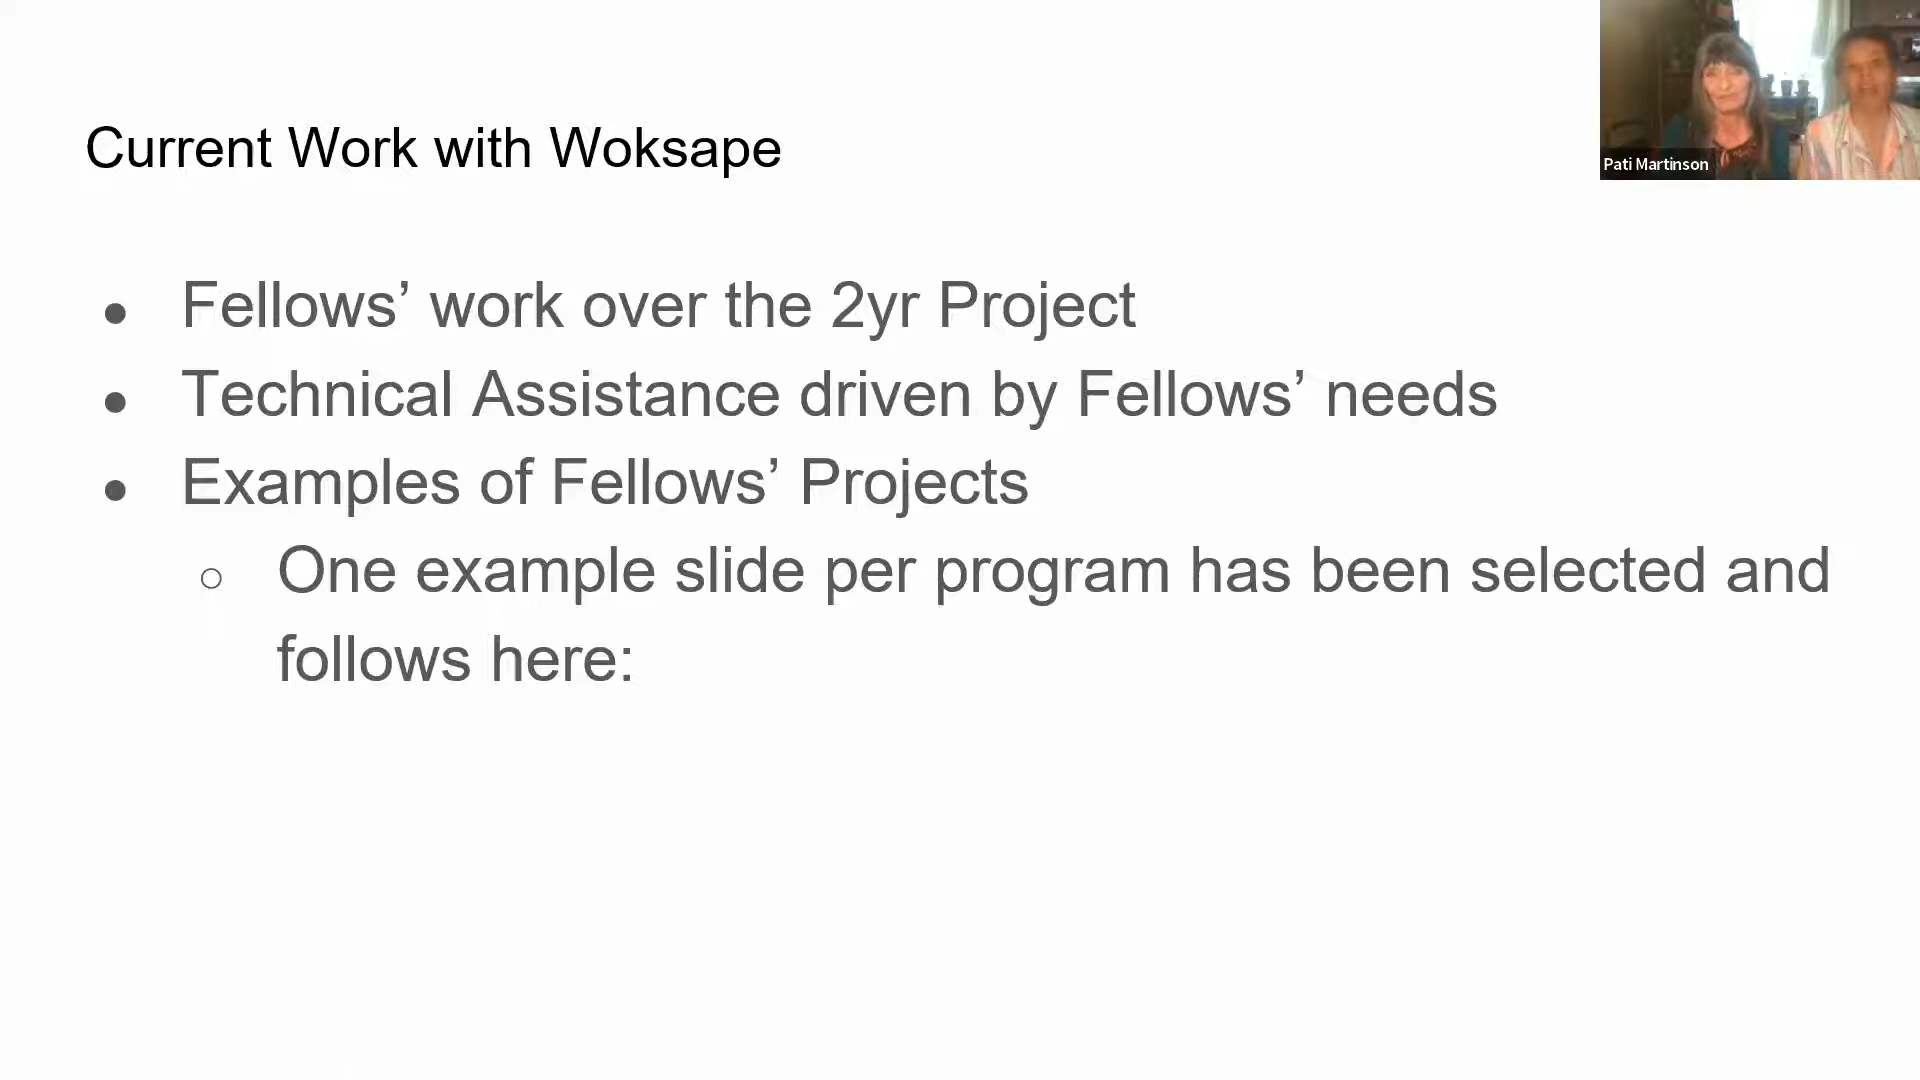 Current Work with Woksape
Pati Martinson
● Fellows’ work over the 2yr Project
● Technical Assistance driven by Fellows’ needs
● Examples of Fellows’ Projects
○ One example slide per program has been selected and
follows here: